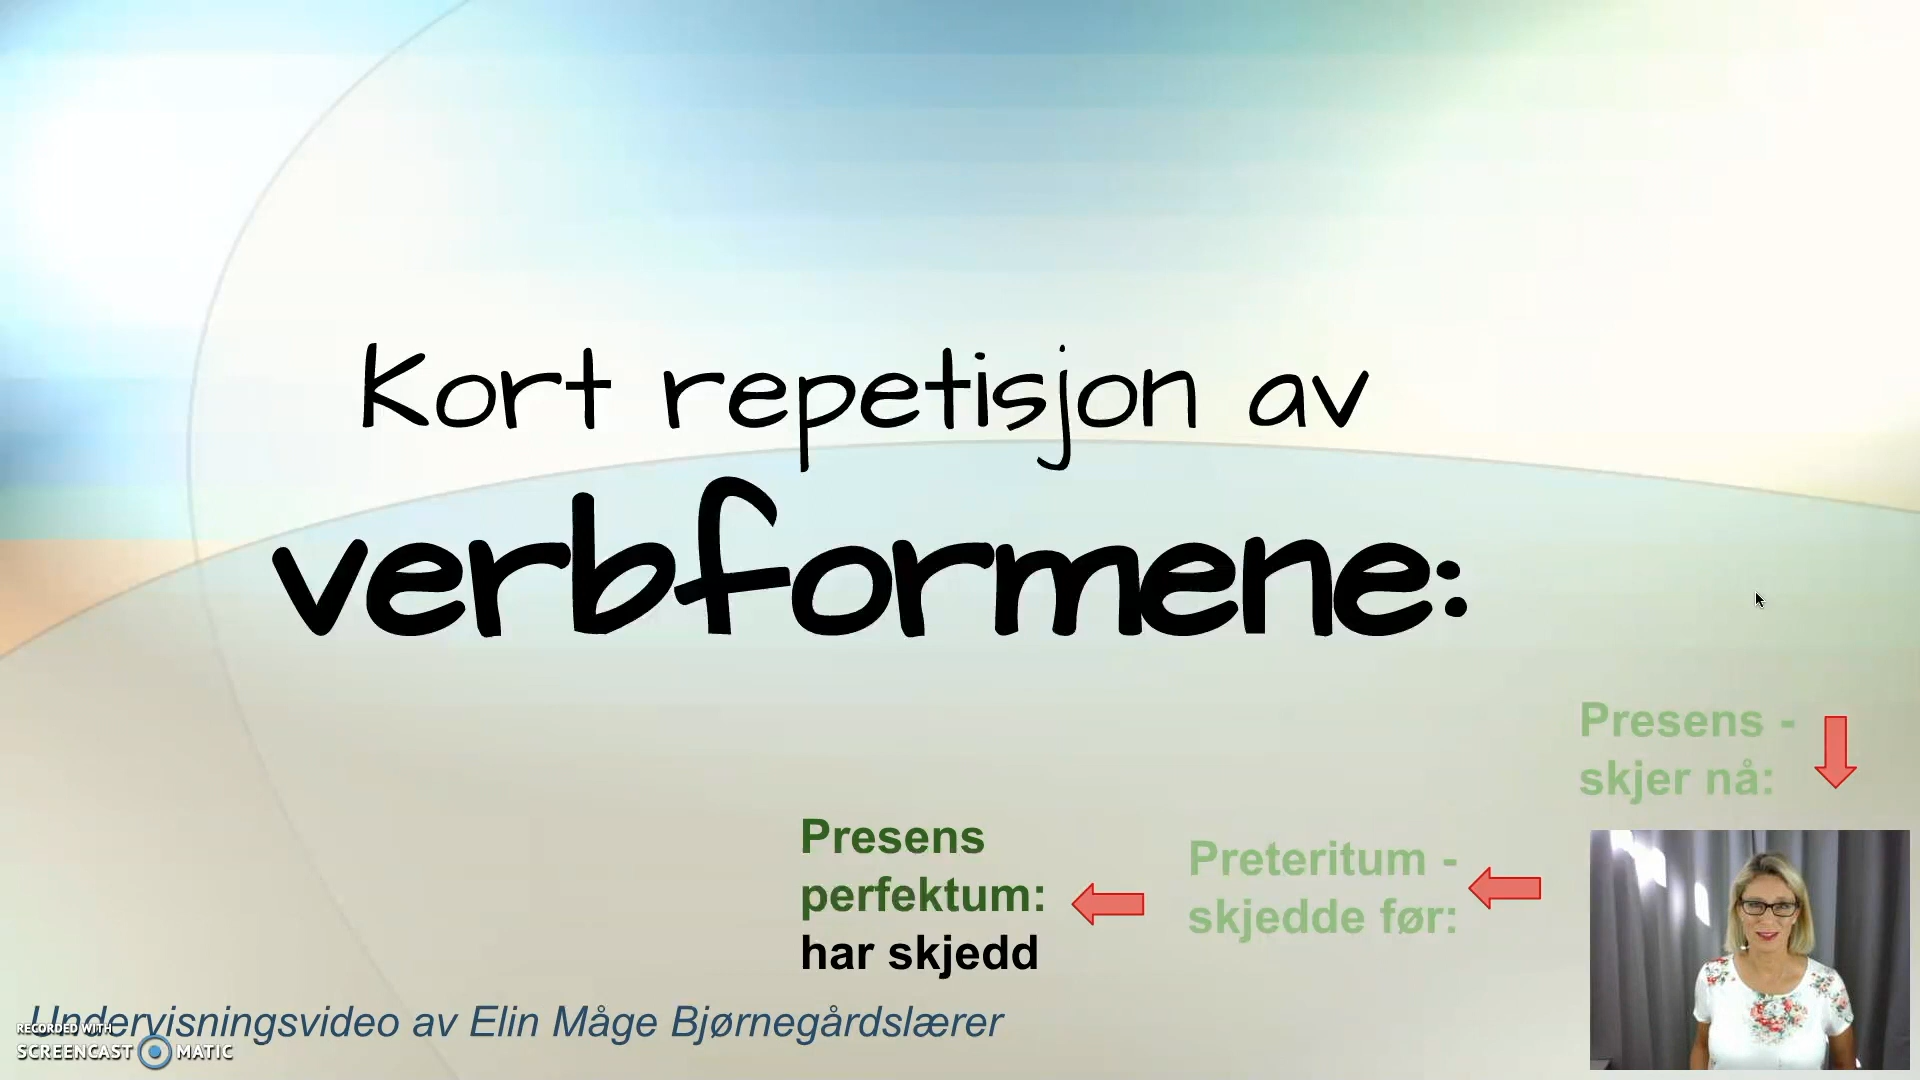 Kort repetisjon av
verbformene:
Presens -
skjer nå:
Preteritum -
skjedde før:
Presens
perfektum:
har skjedd
Undervisningsvideo av Elin Måge Bjørnegårdslærer
RECORDED WITH
SCREENCAST MATIC